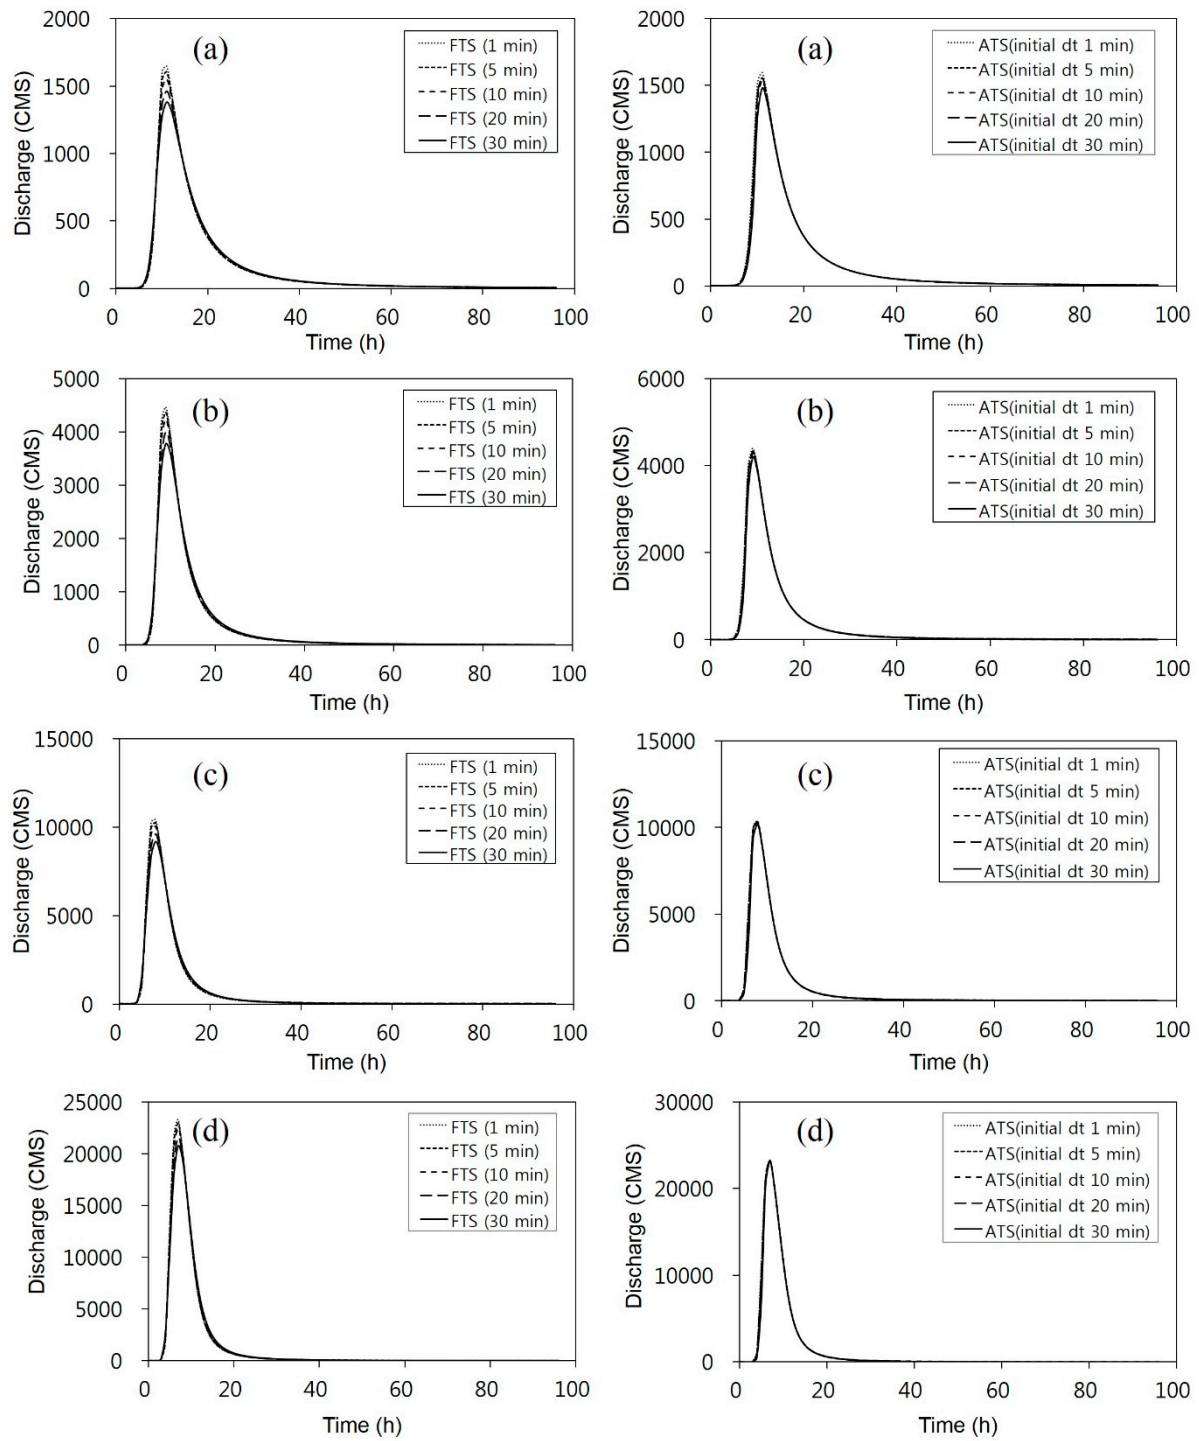 2000
1500
1000
500
0
Discharge (CMS)
(a)
FTS (1 min)
FTS (5 min)
FTS (10 min)
FTS (20 min)
FTS (30 min)
0 20 40 60 80 100
Time (h)
2000
1500
1000
500
0
Discharge (CMS)
(a)
ATS(initial dt 1 min)
ATS(initial dt 5 min)
ATS(initial dt 10 min)
ATS(initial dt 20 min)
ATS(initial dt 30 min)
0 20 40 60 80 100
Time (h)
5000
4000
3000
2000
1000
0
Discharge (CMS)
(b)
FTS (1 min)
FTS (5 min)
FTS (10 min)
FTS (20 min)
FTS (30 min)
0 20 40 60 80 100
Time (h)
6000
4000
2000
0
Discharge (CMS)
(b)
ATS(initial dt 1 min)
ATS(initial dt 5 min)
ATS(initial dt 10 min)
ATS(initial dt 20 min)
ATS(initial dt 30 min)
0 20 40 60 80 100
Time (h)
15000
10000
5000
0
Discharge (CMS)
(c)
FTS (1 min)
FTS (5 min)
FTS (10 min)
FTS (20 min)
FTS (30 min)
0 20 40 60 80 100
Time (h)
15000
10000
5000
0
Discharge (CMS)
(c)
ATS(initial dt 1 min)
ATS(initial dt 5 min)
ATS(initial dt 10 min)
ATS(initial dt 20 min)
ATS(initial dt 30 min)
0 20 40 60 80 100
Time (h)
25000
20000
15000
10000
5000
0
Discharge (CMS)
(d)
FTS (1 min)
FTS (5 min)
FTS (10 min)
FTS (20 min)
FTS (30 min)
0 20 40 60 80 100
Time (h)
30000
20000
10000
0
Discharge (CMS)
(d)
ATS(initial dt 1 min)
ATS(initial dt 5 min)
ATS(initial dt 10 min)
ATS(initial dt 20 min)
ATS(initial dt 30 min)
0 20 40 60 80 100
Time (h)